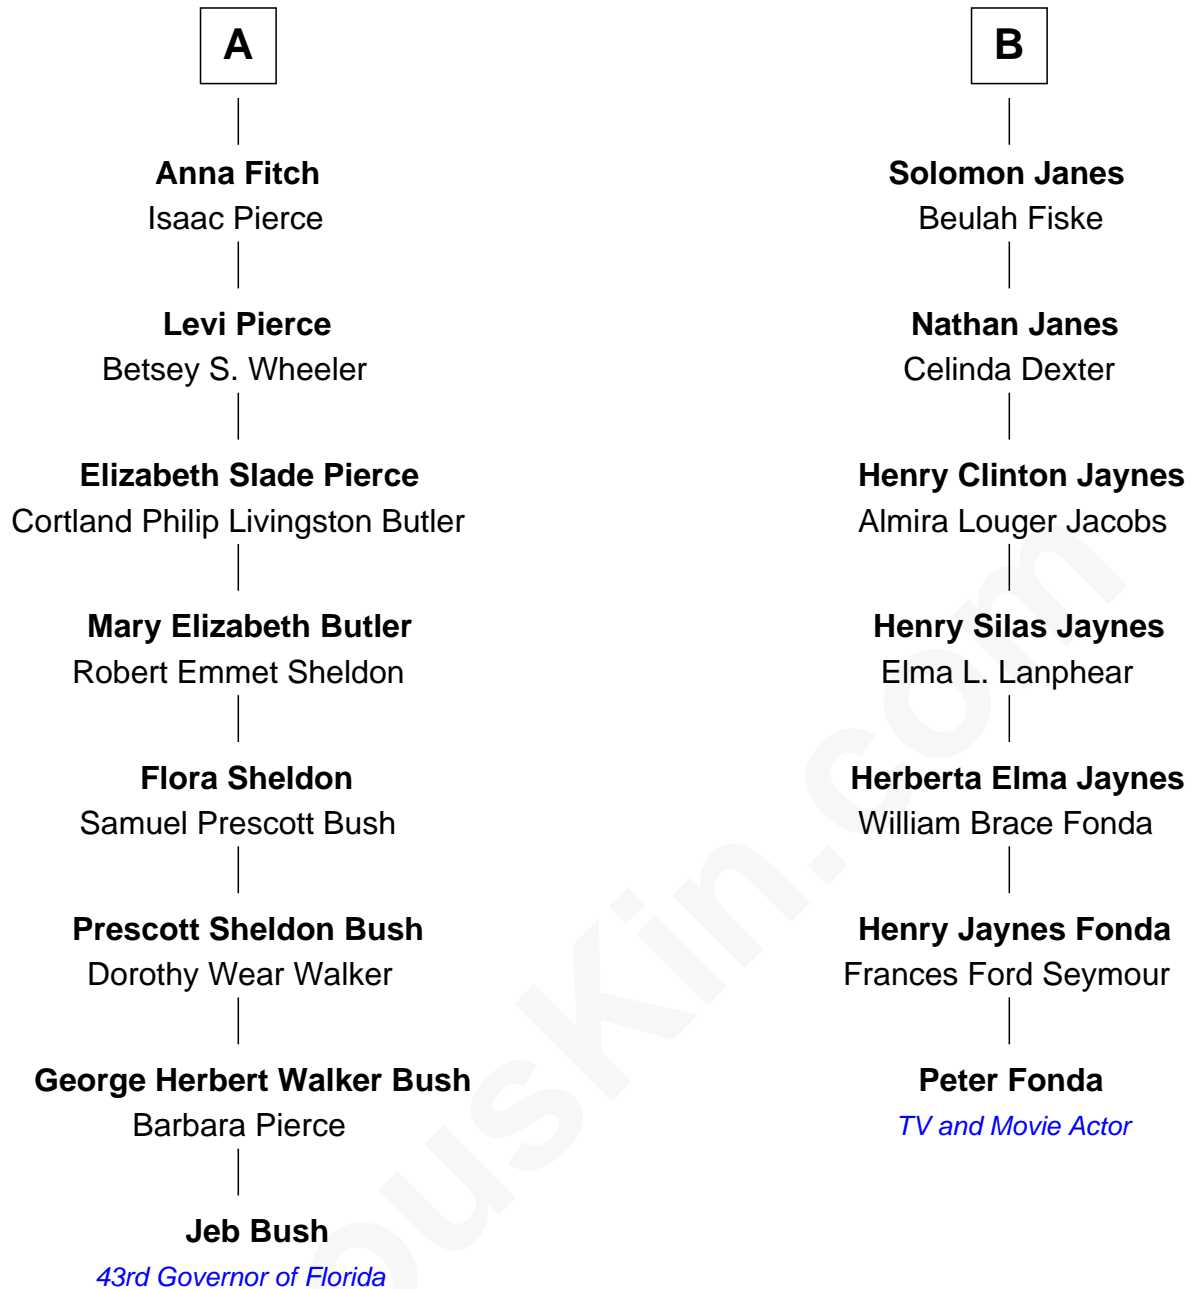 A
Anna Fitch
Isaac Pierce
Levi Pierce
Betsey S. Wheeler
Elizabeth Slade Pierce
Cortland Philip Livingston Butler
Mary Elizabeth Butler
Robert Emmet Sheldon
Flora Sheldon
Samuel Prescott Bush
Prescott Sheldon Bush
Dorothy Wear Walker
George Herbert Walker Bush
Barbara Pierce
Jeb Bush
43rd Governor of Florida
B
Solomon Janes
Beulah Fiske
Nathan Janes
Celinda Dexter
Henry Clinton Jaynes
Almira Louger Jacobs
Henry Silas Jaynes
Elma L. Lanphear
Herberta Elma Jaynes
William Brace Fonda
Henry Jaynes Fonda
Frances Ford Seymour
Peter Fonda
TV and Movie Actor
ousKin.com